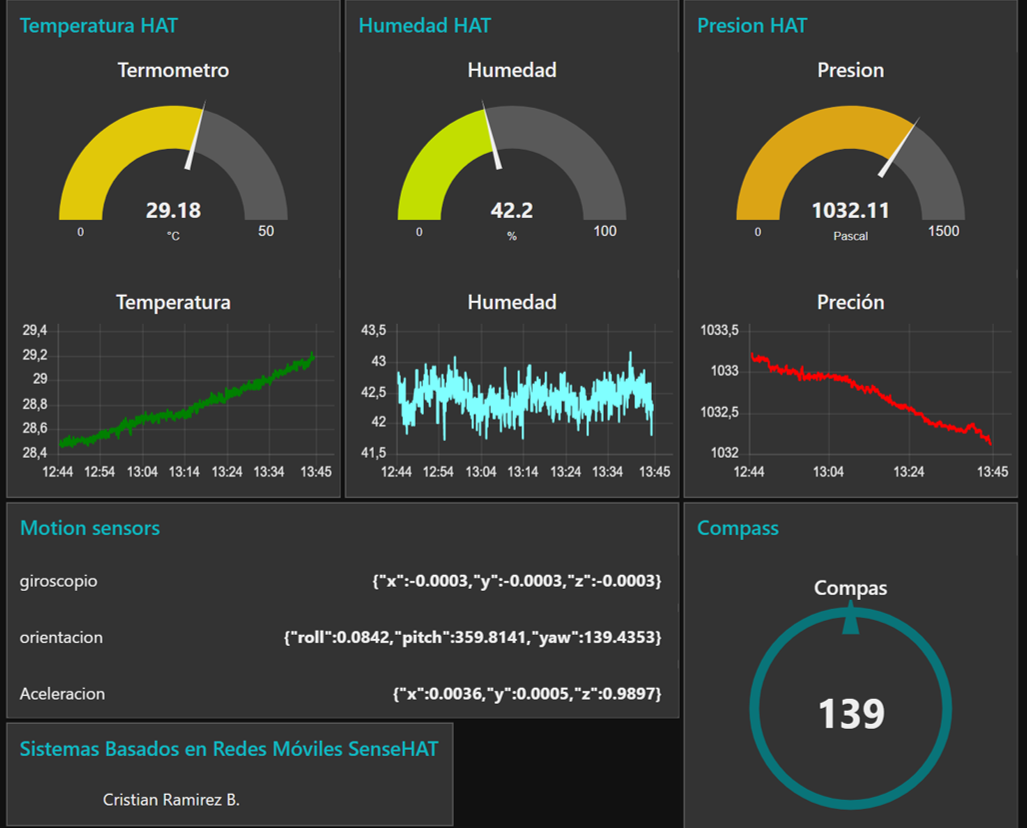 Temperatura HAT
Termometro
29.18
0
°C
50
Temperatura
29,4
29,2
29
28,8
28,6
28,4
12:44 12:54 13:04 13:14 13:24 13:34 13:45
Humedad HAT
Humedad
42.2
0
%
100
Humedad
43,5
43
42,5
42
41,5
12:44 12:54 13:04 13:14 13:24 13:34 13:45
Presion HAT
Presion
1032.11
0
Pascal
1500
Preción
1033,5
1033
1032,5
1032
12:44 13:04 13:24 13:45
Motion sensors
giroscopio {"x":-0.0003,"y":-0.0003,"z":-0.0003}
orientacion {"roll":0.0842,"pitch":359.8141,"yaw":139.4353}
Aceleracion {"x":0.0036,"y":0.0005,"z":0.9897}
Compass
Compas
139
Sistemas Basados en Redes Móviles SenseHAT
Cristian Ramirez B.